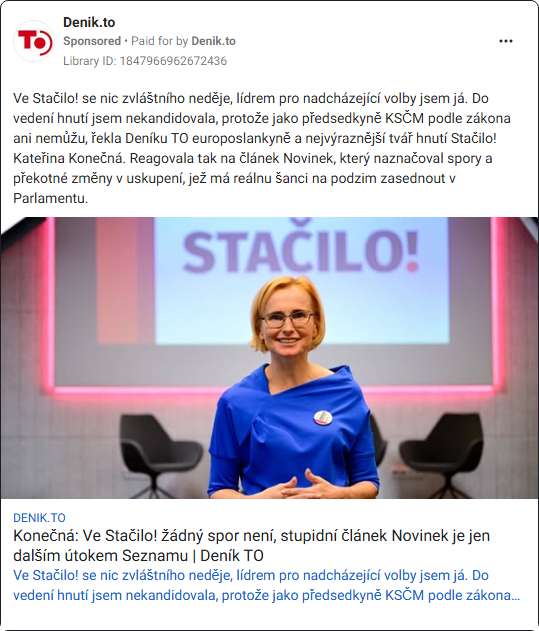 Denik.to
Sponsored • Paid for by Denik.to
Library ID: 1847966962672436
TO
Ve Stačilo! se nic zvláštního neděje, lídrem pro nadcházející volby jsem já. Do
vedení hnutí jsem nekandidovala, protože jako předsedkyně KSČM podle zákona
ani nemůžu, řekla Deníku TO europoslankyně a nejvýraznější tvář hnutí Stačilo!
Kateřina Konečná. Reagovala tak na článek Novinek, který naznačoval spory a
překotné změny v uskupení, jež má reálnu šanci na podzim zasednout v
Parlamentu.
STAČILO!
DENIK.TO
Konečná: Ve Stačilo! žádný spor není, stupidní článek Novinek je jen
dalším útokem Seznamu | Deník TO
Ve Stačilo! se nic zvláštního neděje, lídrem pro nadcházející volby jsem já. Do
vedení hnutí jsem nekandidovala, protože jako předsedkyně KSČM podle zákona...